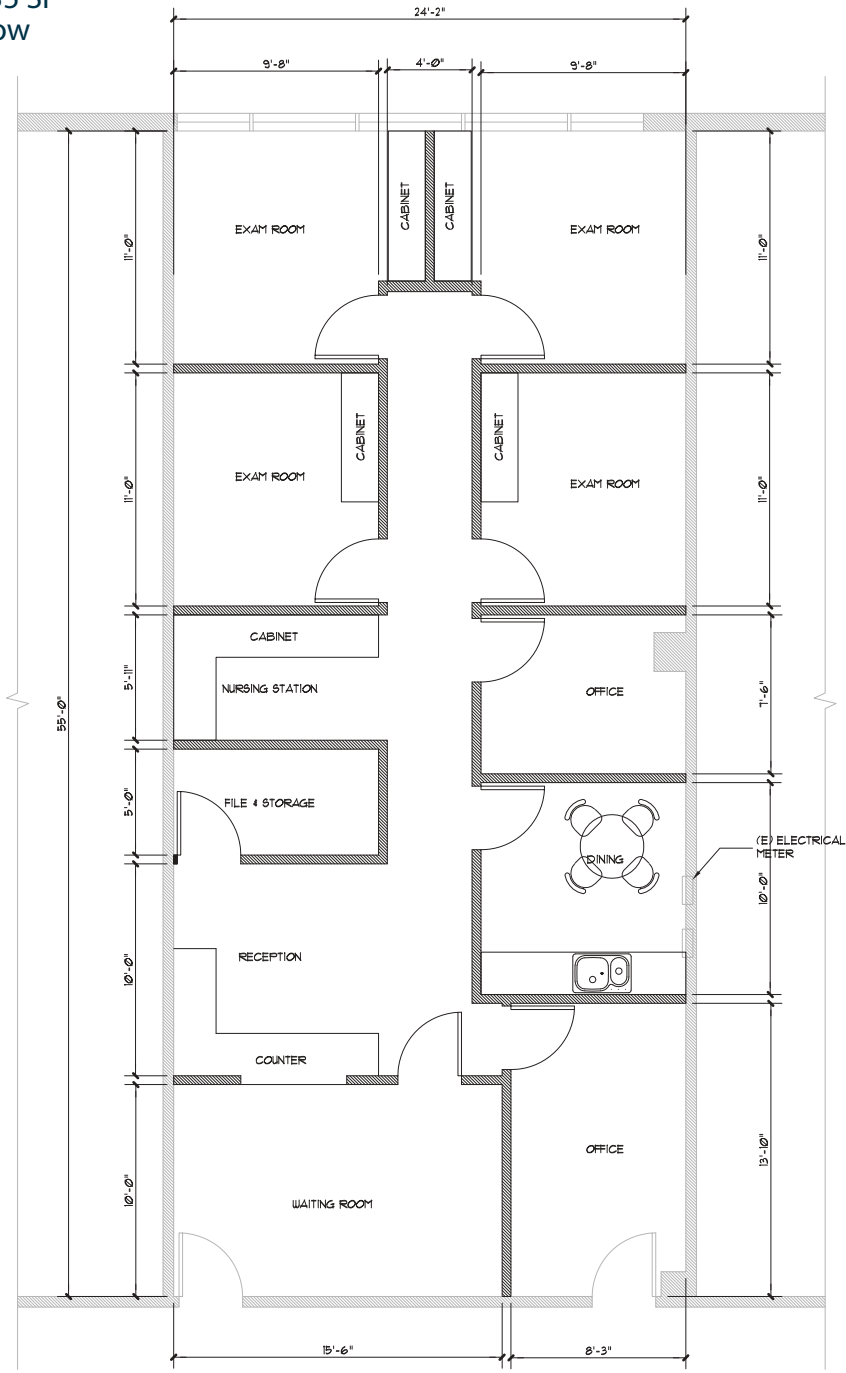 24'-2"
9'-8"
4'-0"
9'-8"
EXAM ROOM
CABINET
CABINET
EXAM ROOM
11'-0"
11'-0"
EXAM ROOM
CABINET
CABINET
EXAM ROOM
11'-0"
11'-0"
CABINET
NURSING STATION
5'-11"
OFFICE
7'-6"
55'-0"
FILE & STORAGE
5'-0"
DINING
(E) ELECTRICAL
METER
10'-0"
RECEPTION
10'-0"
COUNTER
OFFICE
13'-10"
WAITING ROOM
10'-0"
15'-6"
8'-3"